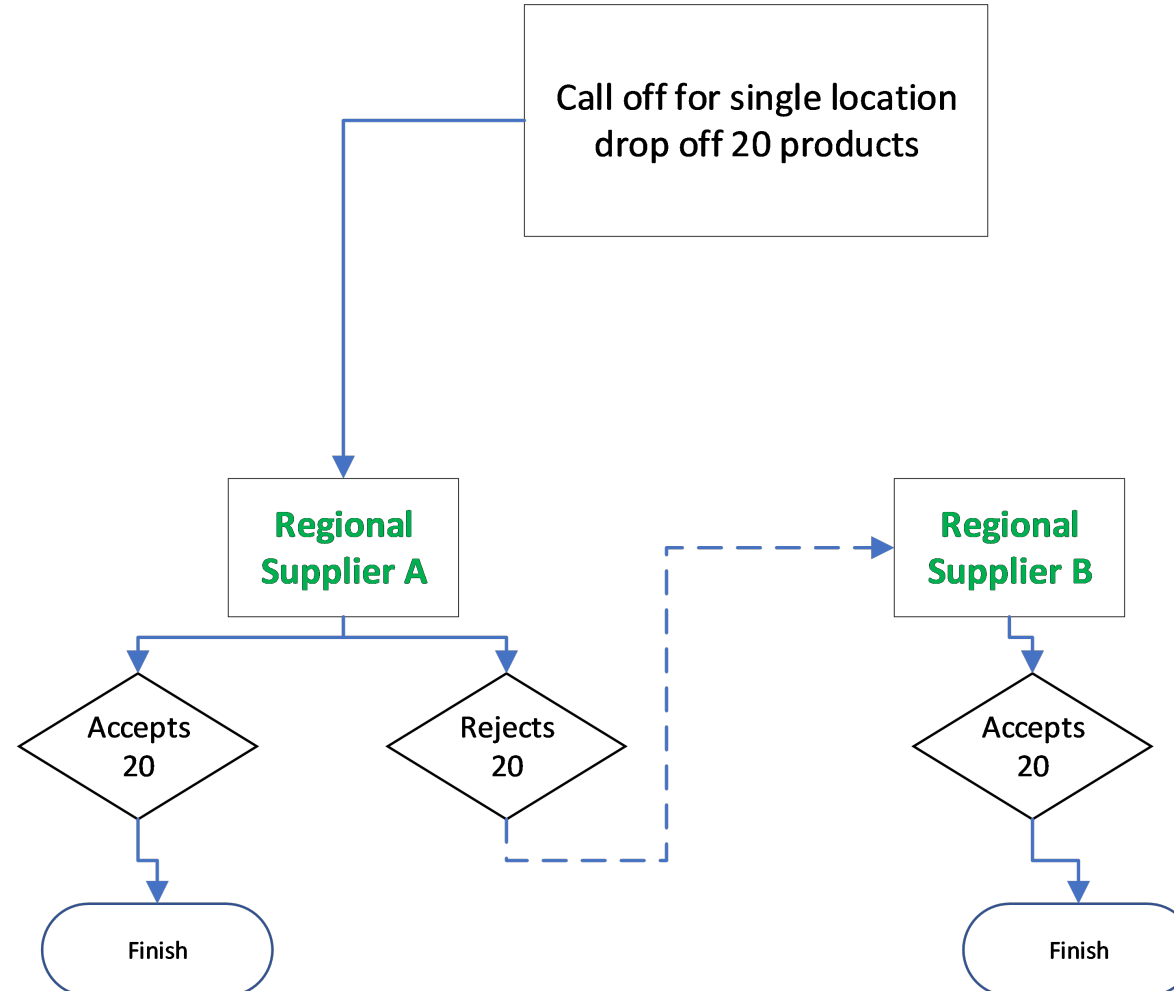 Call off for single location
drop off 20 products
Regional
Supplier A
Regional
Supplier B
Accepts
20
Rejects
20
Accepts
20
Finish
Finish